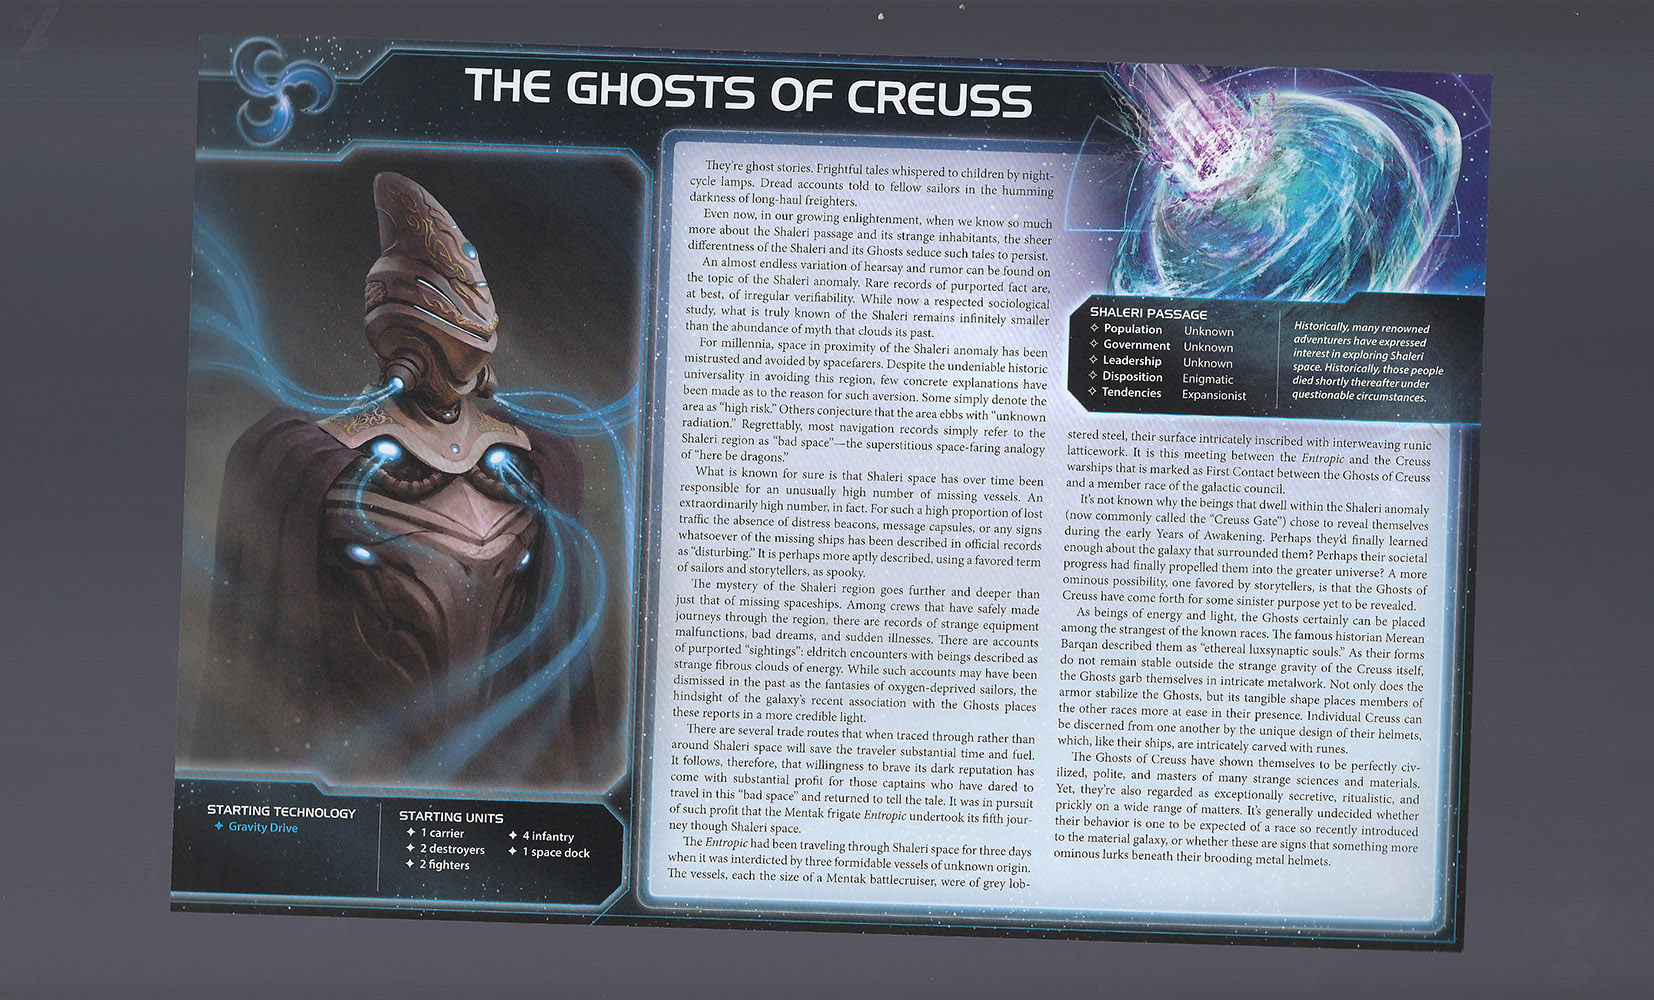 THE GHOSTS OF CREUSS
They're ghost stories. Frightful tales whispered to children by night-
cycle lamps. Dread accounts told to fellow sailors in the humming
darkness of long-haul freighters.
Even now, in our growing enlightenment, when we know so much
more about the Shaleri passage and its strange inhabitants, the sheer
differentness of the Shaleri and its Ghosts seduce such tales to persist.
An almost endless variation of hearsay and rumor can be found on
the topic of the Shaleri anomaly. Rare records of purported fact are,
at best, of irregular verifiability. While now a respected sociological
study, what is truly known of the Shaleri remains infinitely smaller
than the abundance of myth that clouds its past.
For millennia, space in proximity of the Shaleri anomaly has been
mistrusted and avoided by spacefarers. Despite the undeniable historic
universality in avoiding this region, few concrete explanations have
been made as to the reason for such aversion. Some simply denote the
area as "high risk." Others conjecture that the area ebbs with "unknown
radiation." Regrettably, most navigation records simply refer to the
Shaleri region as "bad space"—the superstitious space-faring analogy
of "here be dragons."
What is known for sure is that Shaleri space has over time been
responsible for an unusually high number of missing vessels. An
extraordinarily high number, in fact. For such a high proportion of lost
traffic the absence of distress beacons, message capsules, or any signs
whatsoever of the missing ships has been described in official records
as "disturbing." It is perhaps more aptly described, using a favored term
of sailors and storytellers, as spooky.
The mystery of the Shaleri region goes further and deeper than
just that of missing spaceships. Among crews that have safely made
journeys through the region, there are records of strange equipment
malfunctions, bad dreams, and sudden illnesses. There are accounts
of purported "sightings": eldritch encounters with beings described as
strange fibrous clouds of energy. While such accounts may have been
dismissed in the past as the fantasies of oxygen-deprived sailors, the
hindsight of the galaxy's recent association with the Ghosts places
these reports in a more credible light.
There are several trade routes that when traced through rather than
around Shaleri space will save the traveler substantial time and fuel.
It follows, therefore, that willingness to brave its dark reputation has
come with substantial profit for those captains who have dared to
travel in this "bad space" and returned to tell the tale. It was in pursuit
of such profit that the Mentak frigate Entropic undertook its fifth jour-
ney though Shaleri space.
The Entropic had been traveling through Shaleri space for three days
when it was interdicted by three formidable vessels of unknown origin.
The vessels, each the size of a Mentak battlecruiser, were of grey lob-
SHALERI PASSAGE
Population Unknown
Government Unknown
Leadership Unknown
Disposition Enigmatic
Tendencies Expansionist
Historically, many renowned
adventurers have expressed
interest in exploring Shaleri
space. Historically, those people
died shortly thereafter under
questionable circumstances.
stered steel, their surface intricately inscribed with interweaving runic
latticework. It is this meeting between the Entropic and the Creuss
warships that is marked as First Contact between the Ghosts of Creuss
and a member race of the galactic council.
It's not known why the beings that dwell within the Shaleri anomaly
(now commonly called the "Creuss Gate") chose to reveal themselves
during the early Years of Awakening. Perhaps they'd finally learned
enough about the galaxy that surrounded them? Perhaps their societal
progress had finally propelled them into the greater universe? A more
ominous possibility, one favored by storytellers, is that the Ghosts of
Creuss have come forth for some sinister purpose yet to be revealed.
As beings of energy and light, the Ghosts certainly can be placed
among the strangest of the known races. The famous historian Merean
Barqan described them as "ethereal luxsynaptic souls." As their forms
do not remain stable outside the strange gravity of the Creuss itself,
the Ghosts garb themselves in intricate metalwork. Not only does the
armor stabilize the Ghosts, but its tangible shape places members of
the other races more at ease in their presence. Individual Creuss can
be discerned from one another by the unique design of their helmets,
which, like their ships, are intricately carved with runes.
The Ghosts of Creuss have shown themselves to be perfectly civ-
ilized, polite, and masters of many strange sciences and materials.
Yet, they're also regarded as exceptionally secretive, ritualistic, and
prickly on a wide range of matters. It's generally undecided whether
their behavior is one to be expected of a race so recently introduced
to the material galaxy, or whether these are signs that something more
ominous lurks beneath their brooding metal helmets.
STARTING TECHNOLOGY
Gravity Drive
STARTING UNITS
1 carrier
2 destroyers
2 fighters
4 infantry
1 space dock